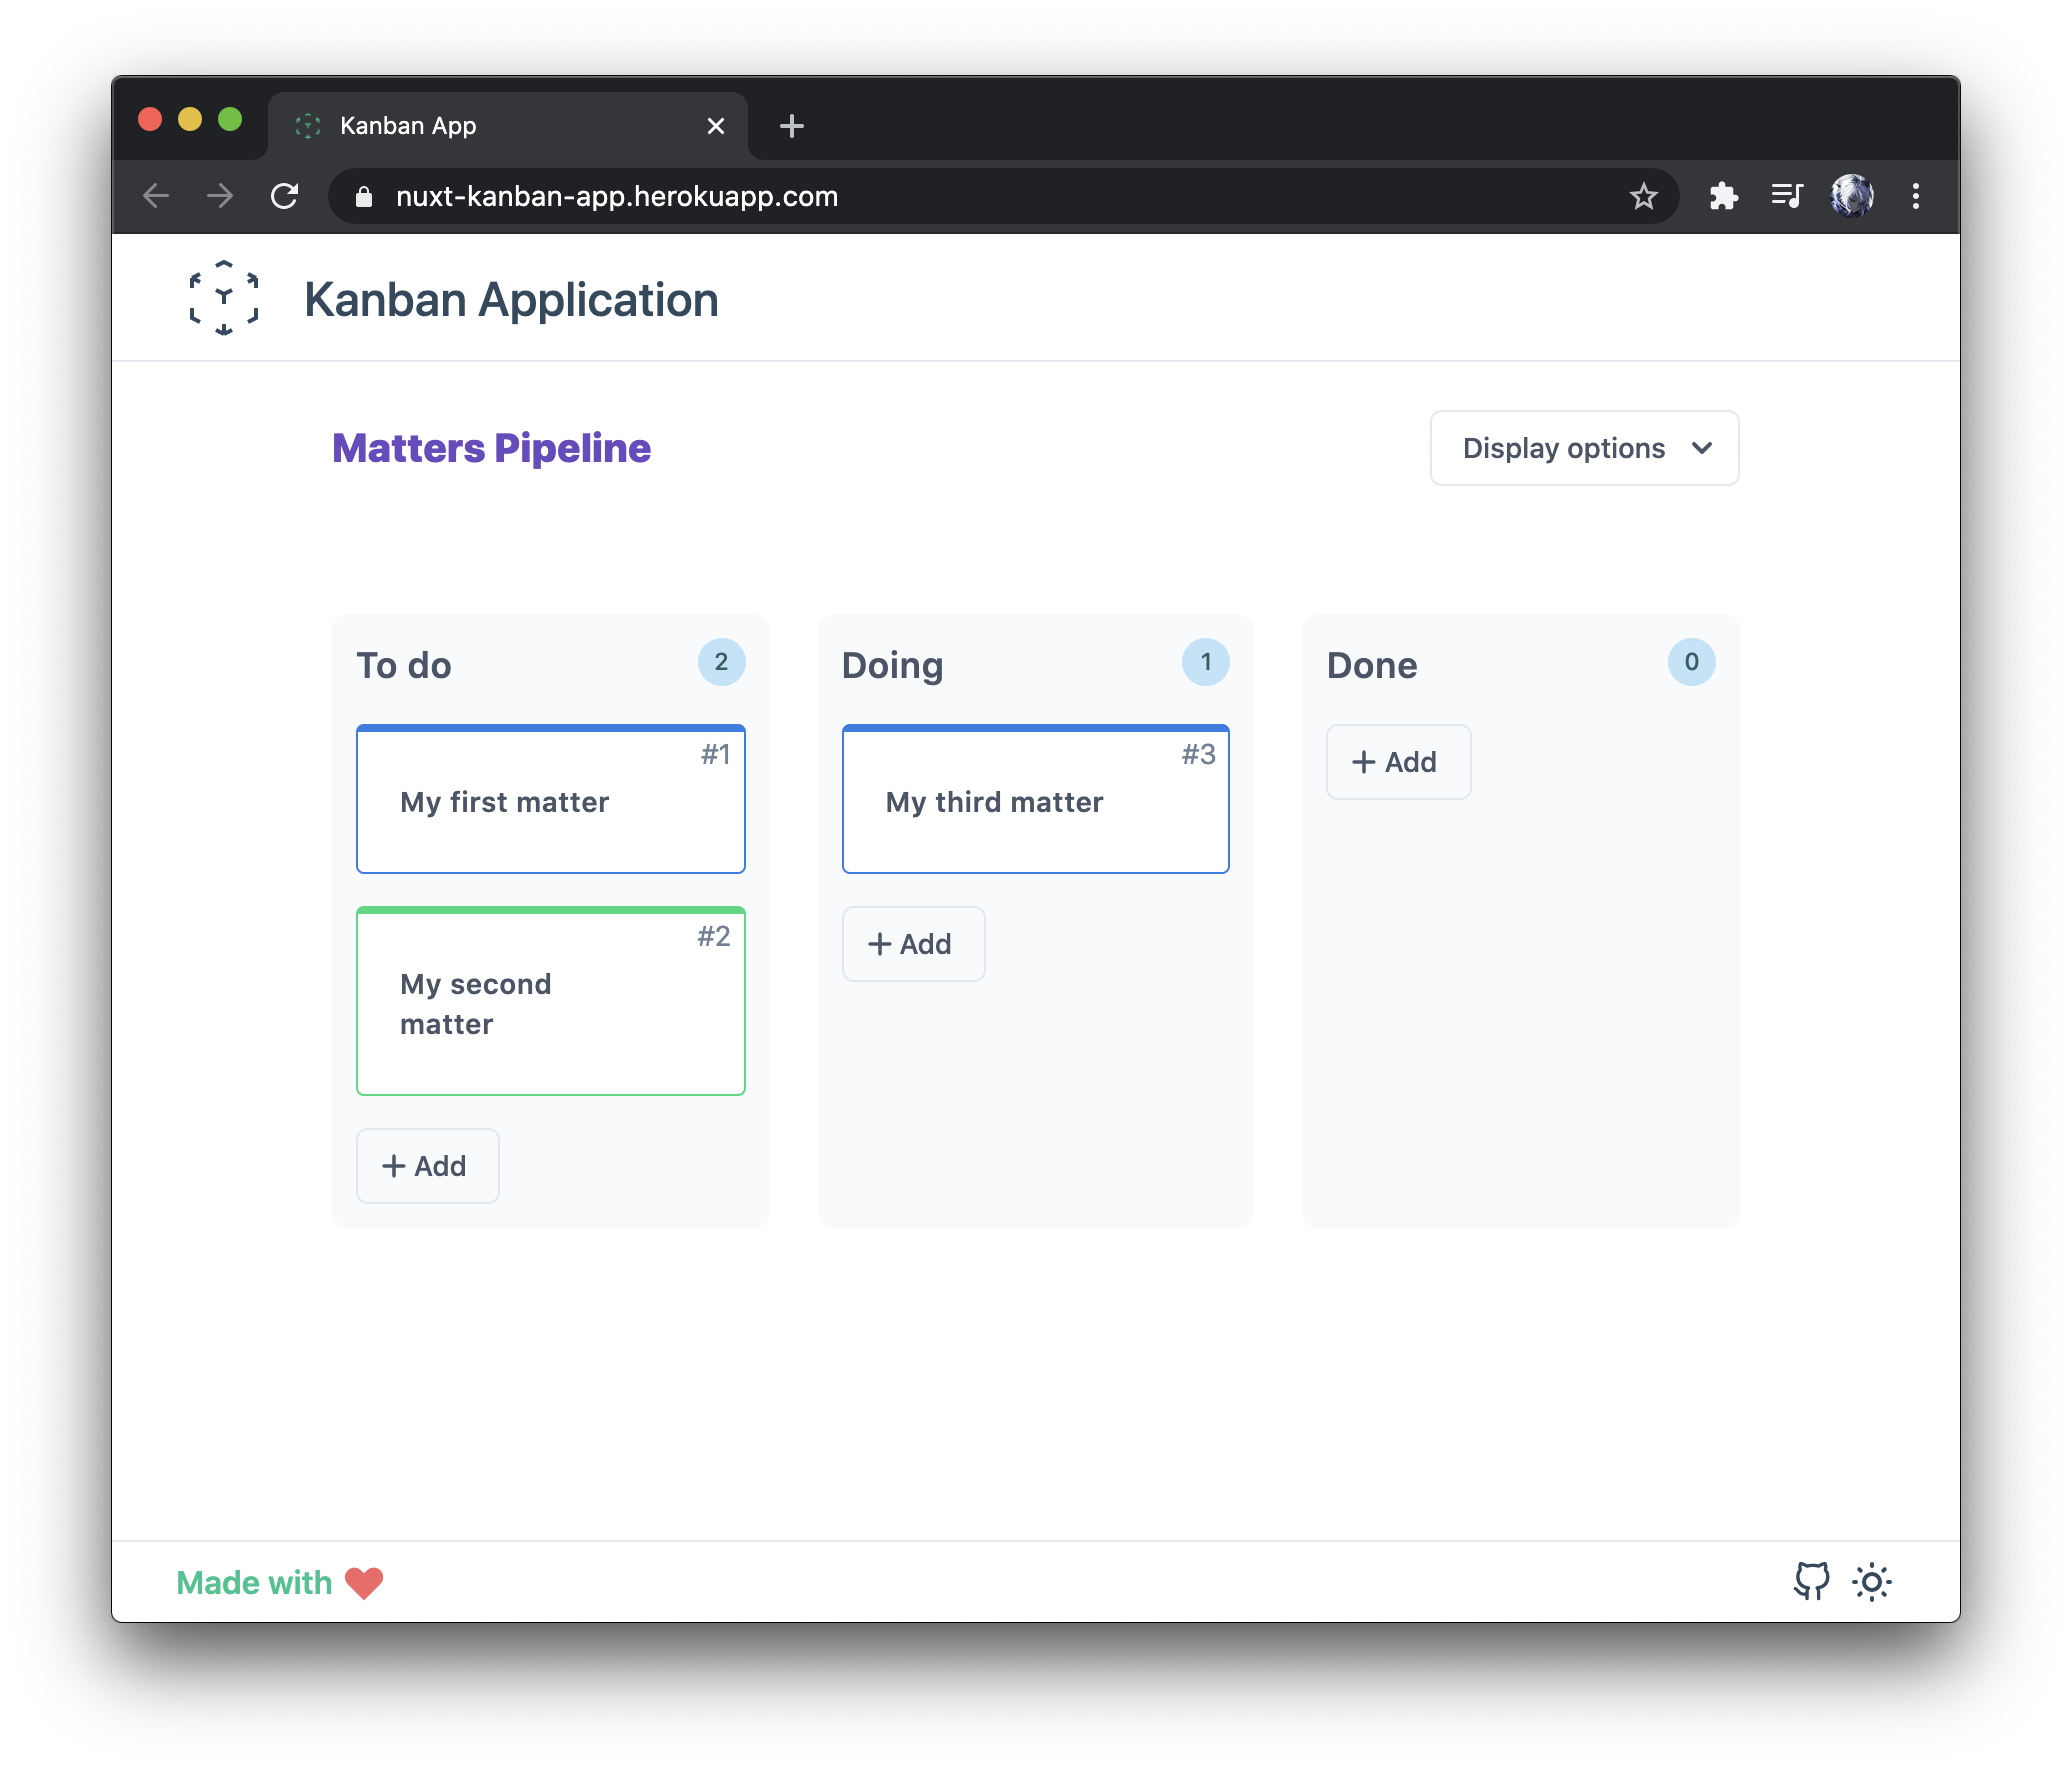 Kanban App
nuxt-kanban-app.herokuapp.com
Kanban Application
Matters Pipeline
Display options
To do
2
#1
My first matter
#2
My second
matter
+ Add
Doing
1
#3
My third matter
+ Add
Done
0
+ Add
Made with